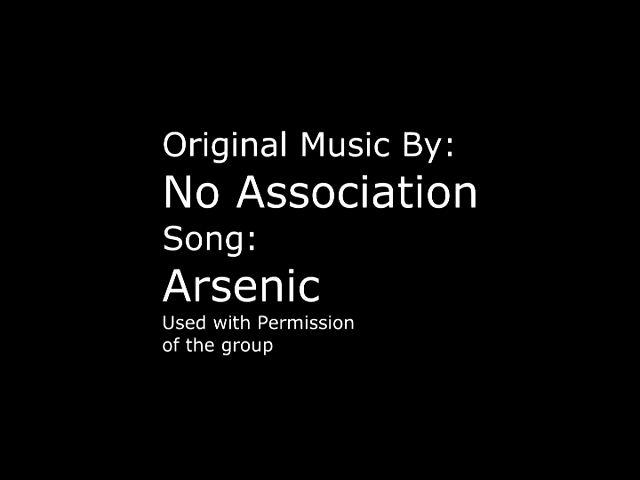 Original Music By:
No Association
Song:
Arsenic
Used with Permission
of the group